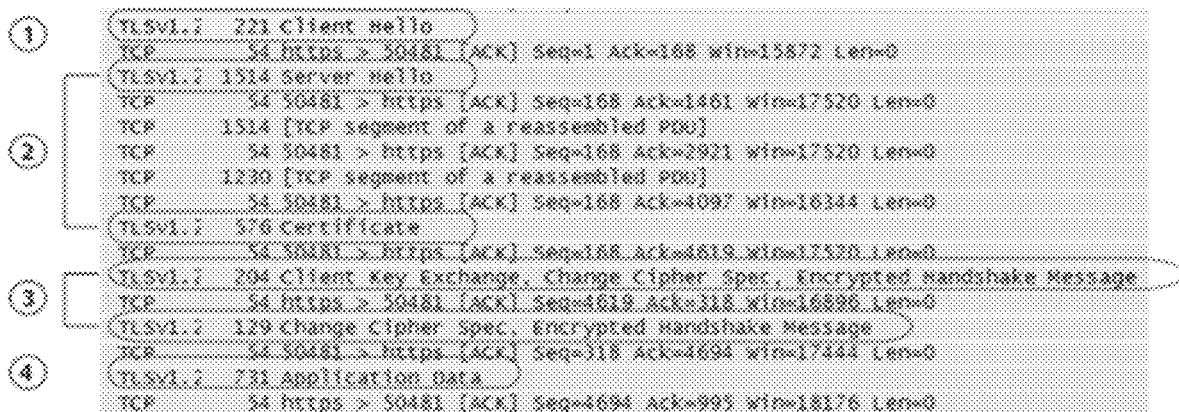 1
TLSv1.2 221 Client Hello
TCP 54 https > 50481 [ACK] Seq=1 Ack=168 Win=15872 Len=0
TLSv1.2 1514 Server Hello
TCP 54 50481 > https [ACK] Seq=168 Ack=1461 Win=17520 Len=0
TCP 1514 [TCP segment of a reassembled PDU]
2
TCP 54 50481 > https [ACK] Seq=168 Ack=2921 Win=17520 Len=0
TCP 1230 [TCP segment of a reassembled PDU]
TCP 54 50481 > https [ACK] Seq=168 Ack=4097 Win=16344 Len=0
TLSv1.2 576 Certificate
TCP 54 50481 > https [ACK] Seq=168 Ack=4619 Win=17520 Len=0
TLSv1.2 204 Client Key Exchange, Change Cipher Spec, Encrypted Handshake Message
3
TCP 54 https > 50481 [ACK] Seq=4619 Ack=318 Win=16896 Len=0
TLSv1.2 129 Change Cipher Spec, Encrypted Handshake Message
TCP 54 50481 > https [ACK] Seq=318 Ack=4694 Win=17444 Len=0
4
TLSv1.2 731 Application Data
TCP 54 https > 50481 [ACK] Seq=4694 Ack=995 Win=18176 Len=0